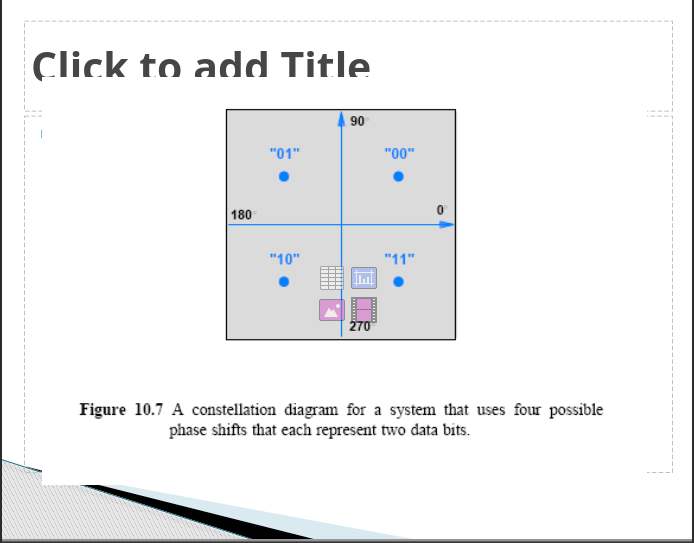 Click to add Title
90°
"01" "00"
180° 0°
"10" "11"
270°
Figure 10.7 A constellation diagram for a system that uses four possible
phase shifts that each represent two data bits.